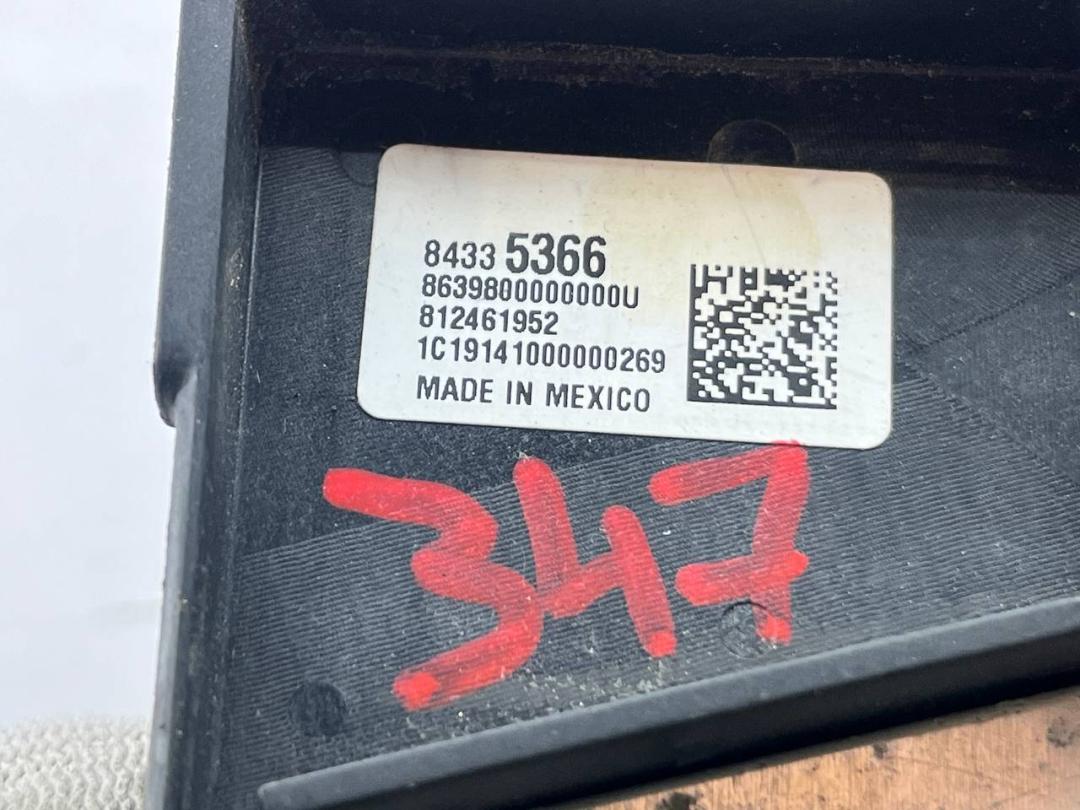 8433 5366
8639800000000U
812461952
1C19141000000269
MADE IN MEXICO
347